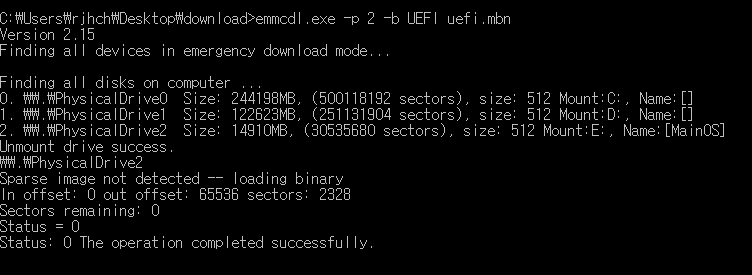 C:₩Users₩rjhch₩Desktop₩download>emmcdl.exe -p 2 -b UEFI uefi.mbn
Version 2.15
Finding all devices in emergency download mode...
Finding all disks on computer ...
0. ₩₩.₩PhysicalDrive0  Size: 244198MB, (500118192 sectors), size: 512 Mount:C:, Name:[]
1. ₩₩.₩PhysicalDrive1  Size: 122623MB, (251131904 sectors), size: 512 Mount:D:, Name:[]
2. ₩₩.₩PhysicalDrive2  Size: 14910MB, (30535680 sectors), size: 512 Mount:E:, Name:[MainOS]
Unmount drive success.
₩₩.₩PhysicalDrive2
Sparse image not detected -- loading binary
In offset: 0 out offset: 65536 sectors: 2328
Sectors remaining: 0
Status = 0
Status: 0 The operation completed successfully.